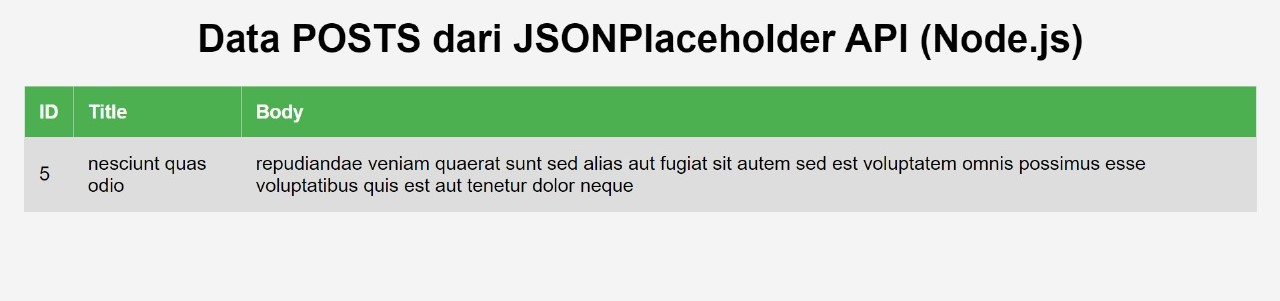 Data POSTS dari JSONPlaceholder API (Node.js)
ID Title Body
5 nesciunt quas odio repudiandae veniam quaerat sunt sed alias aut fugiat sit autem sed est voluptatem omnis possimus esse
voluptatibus quis est aut tenetur dolor neque